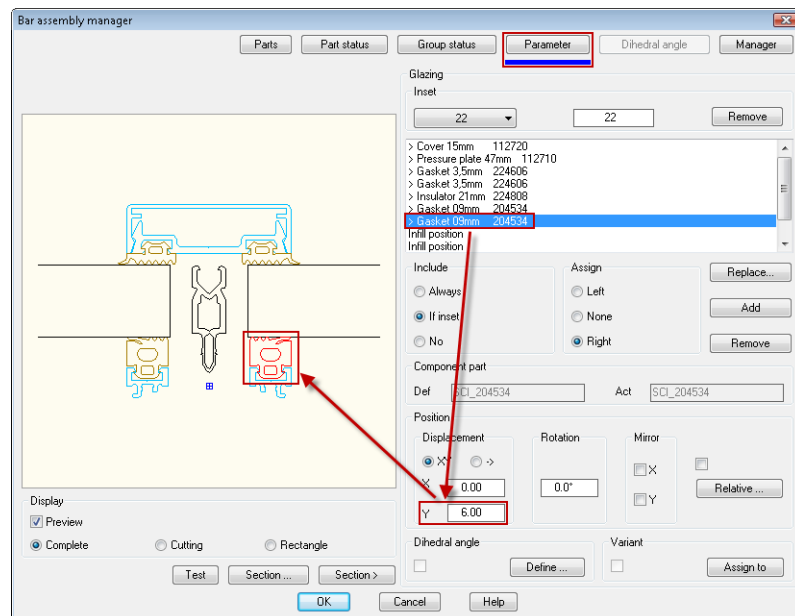 Bar assembly manager
Parts Part status Group status Parameter Dihedral angle Manager
Glazing
Inset
22 22 Remove
> Cover 15mm 112720
> Pressure plate 47mm 112710
> Gasket 3,5mm 224606
> Gasket 3,5mm 224606
> Insulator 21mm 224808
> Gasket 09mm 204534
> Gasket 09mm 204534
Infill position
Infill position
Include Assign Replace...
Always Left
If inset None Add
No Right Remove
Component part
Def SCI_204534 Act SCI_204534
Position
Displacement Rotation Mirror
XY -> X
X 0.00 0.0° Relative ...
Y 6.00 Y
Display
Preview
Complete Cutting Rectangle
Dihedral angle Variant
Define ... Assign to
Test Section ... Section >
OK Cancel Help